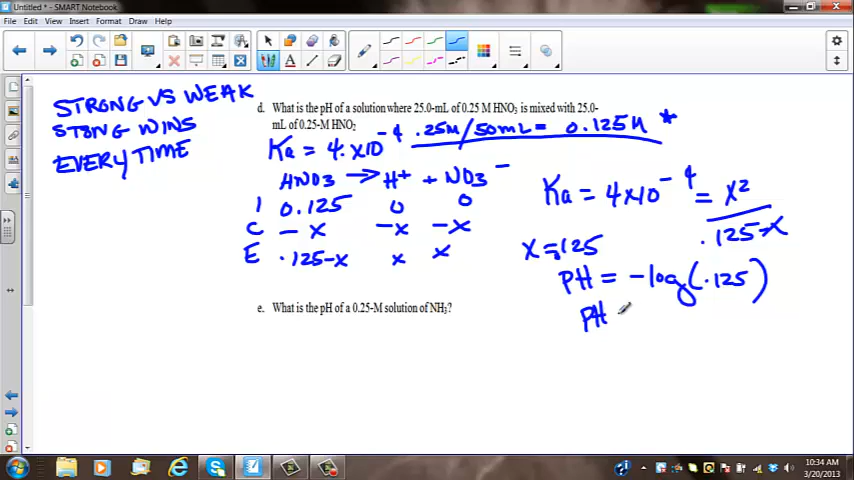 Untitled * - SMART Notebook
File Edit View Insert Format Tools Add-ons Draw Help
STRONG VS WEAK
STONG WINS
EVERY TIME
d. What is the pH of a solution where 25.0-mL of 0.25 M HNO₃ is mixed with 25.0-
mL of 0.25-M HNO₂
Ka = 4.x10⁻⁴ .25M/50mL = 0.125M *
HNO3 → H⁺ + NO3⁻
I 0.125 0 0
C - x -x -x
E .125-x x x
Ka = 4x10⁻⁴ = x²
.125-x
x = .125
PH = -log(.125)
PH
e. What is the pH of a 0.25-M solution of NH₃?
10:34 AM
3/20/2013